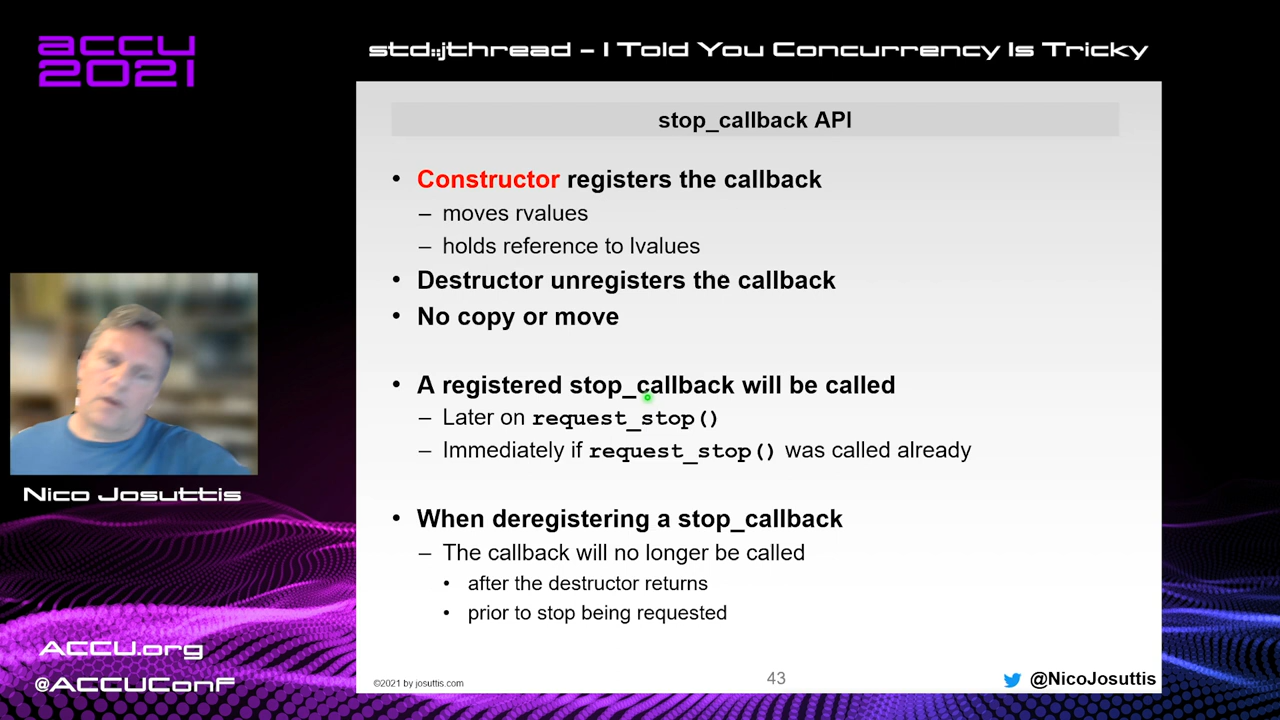 accu
2021
std::jthread – I Told You Concurrency Is Tricky
stop_callback API
• Constructor registers the callback
– moves rvalues
– holds reference to lvalues
• Destructor unregisters the callback
• No copy or move
• A registered stop_callback will be called
– Later on request_stop()
– Immediately if request_stop() was called already
• When deregistering a stop_callback
– The callback will no longer be called
• after the destructor returns
• prior to stop being requested
©2021 by josuttis.com
43
@NicoJosuttis
Nico Josuttis
ACCU.org
@ACCUConf